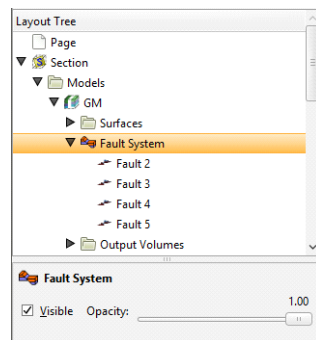 Layout Tree
Page
Section
Models
GM
Surfaces
Fault System
Fault 2
Fault 3
Fault 4
Fault 5
Output Volumes
Fault System
1.00
Visible Opacity: